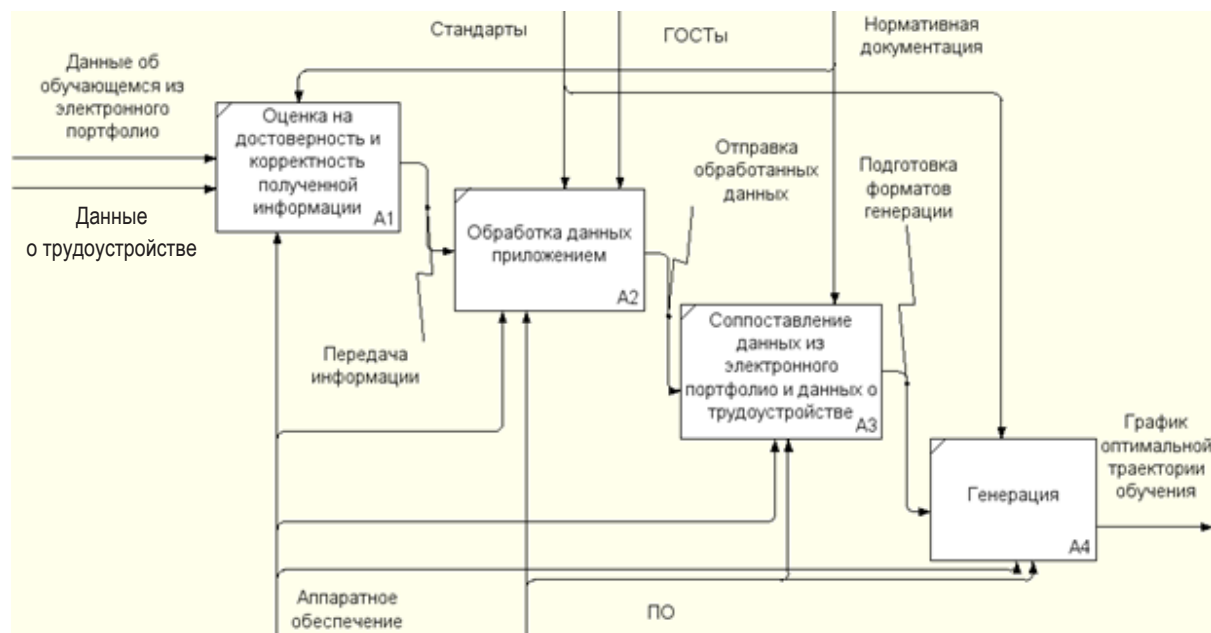 Стандарты
ГОСТы
Нормативная
документация
Данные об
обучающемся из
электронного
портфолио
Данные
о трудоустройстве
Оценка на
достоверность и
корректность
полученной
информации
A1
Передача
информации
Обработка данных
приложением
A2
Отправка
обработанных
данных
Соппоставление
данных из
электронного
портфолио и данных о
трудоустройстве
A3
Подготовка
форматов
генерации
Генерация
A4
График
оптимальной
траектории
обучения
Аппаратное
обеспечение
ПО